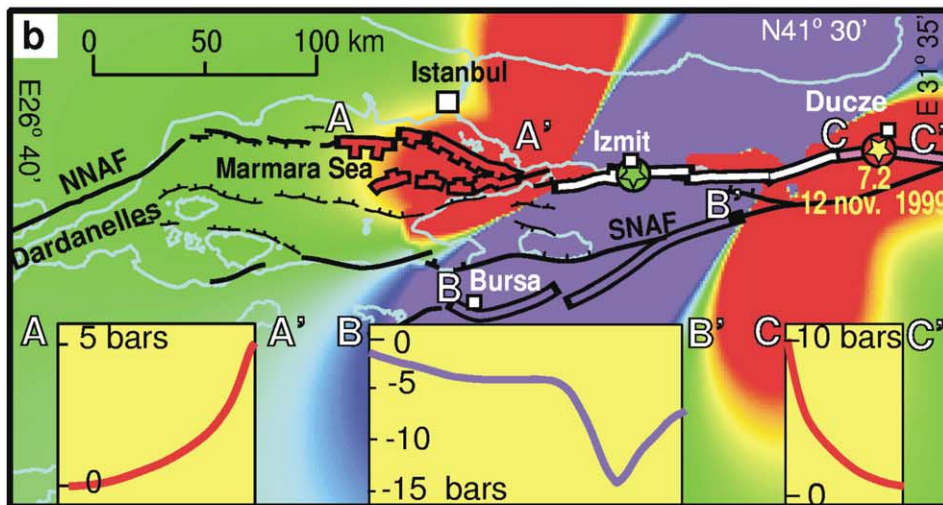 b
0 50 100 km
N41° 30'
E 31° 35'
E26° 40'
Istanbul
Ducze
A
A'
Izmit
C
C'
NNAF
Marmara Sea
7.2
12 nov. 1999
B'
SNAF
Dardanelles
B
Bursa
A
5 bars
A'
B
0
B'
C
10 bars
C'
-5
-10
0
-15 bars
0